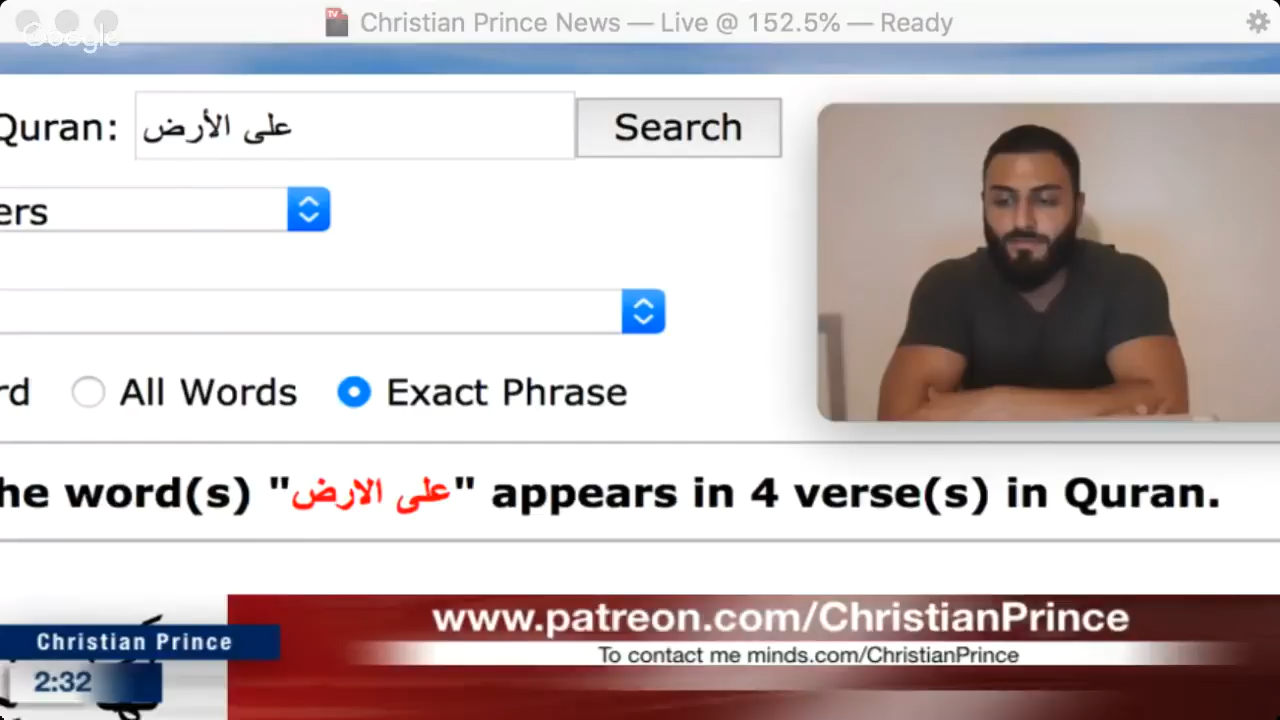 Christian Prince News — Live @ 152.5% — Ready
Google
Quran: على الأرض Search
ers
rd All Words Exact Phrase
he word(s) "على الارض" appears in 4 verse(s) in Quran.
www.patreon.com/ChristianPrince
Christian Prince
To contact me minds.com/ChristianPrince
2:32